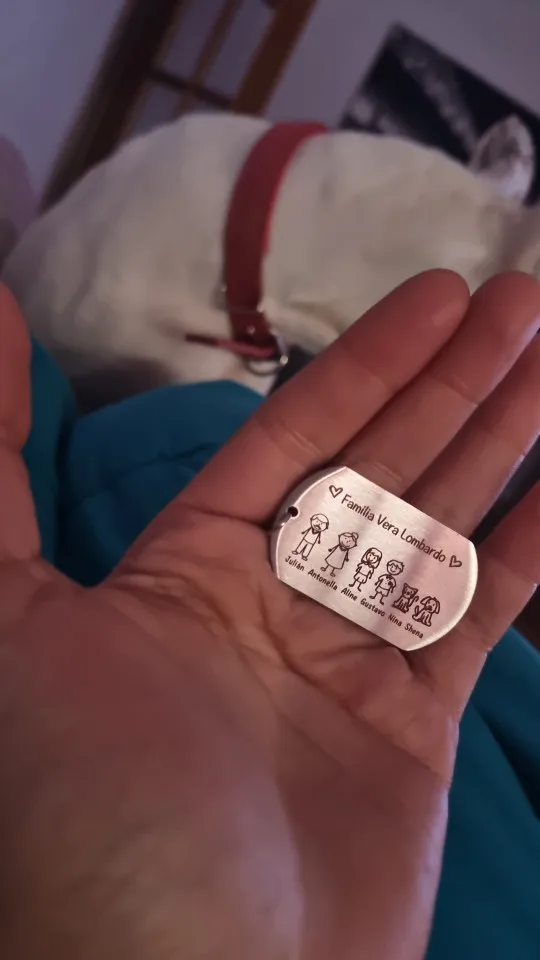 ♡ Familia Vera Lombardo ♡
Julián Antonella Aline Gustavo Nina Shena